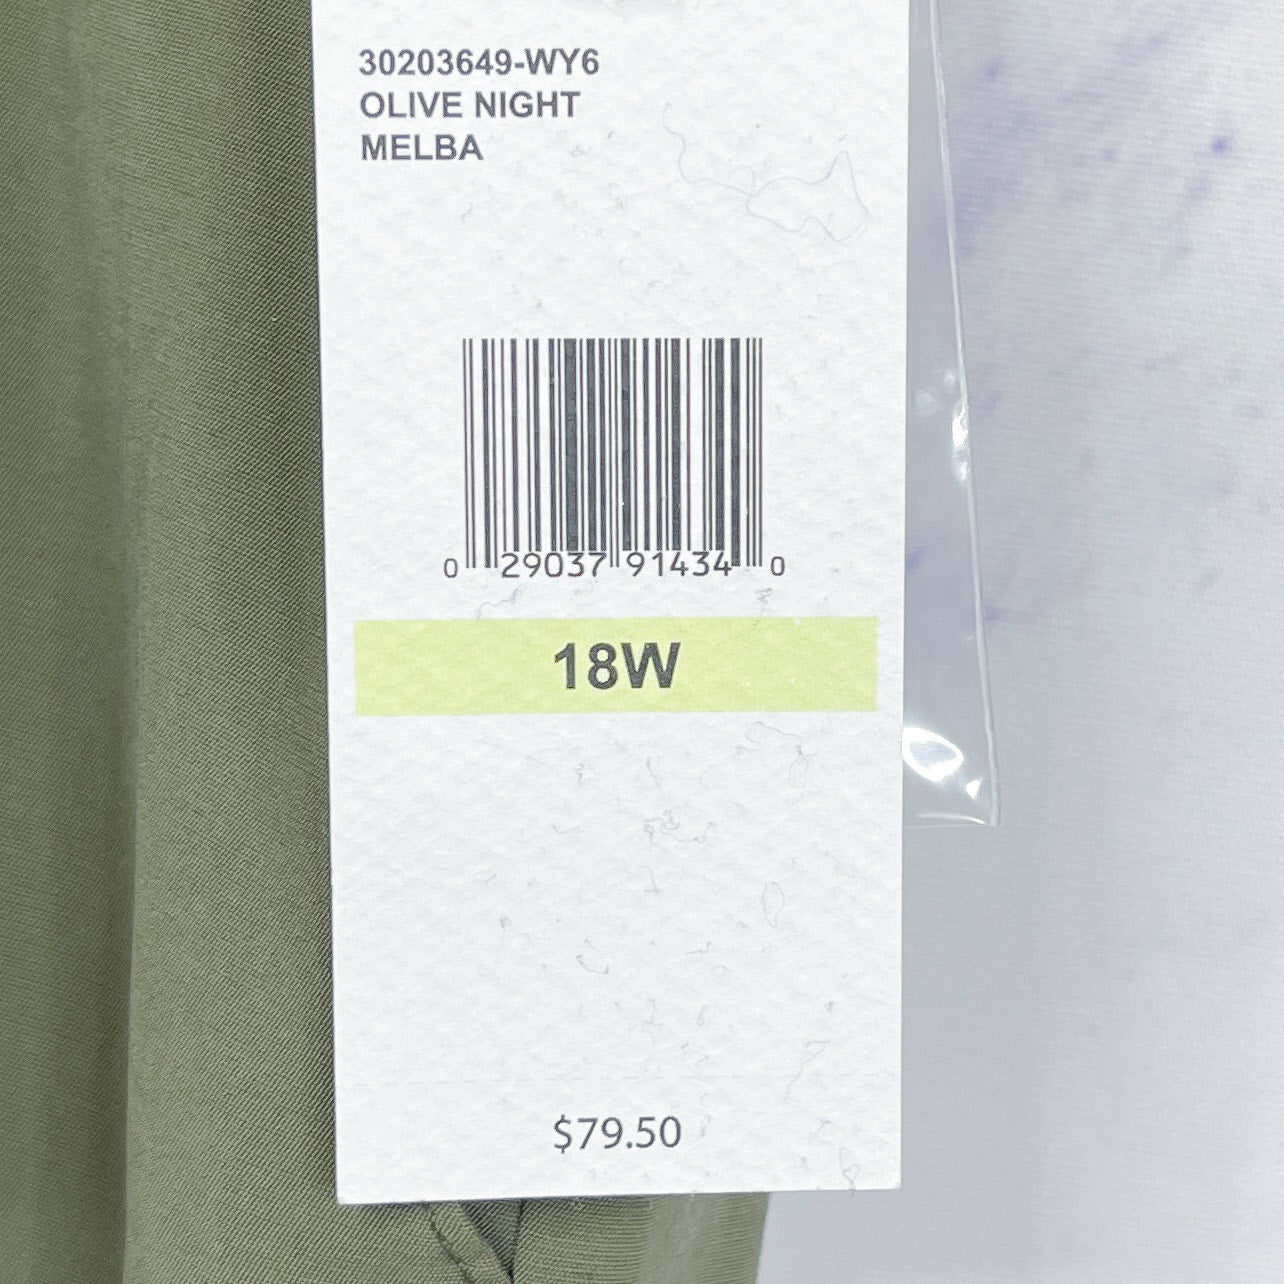 30203649-WY6
OLIVE NIGHT
MELBA
0 29037 91434 0
18W
$79.50